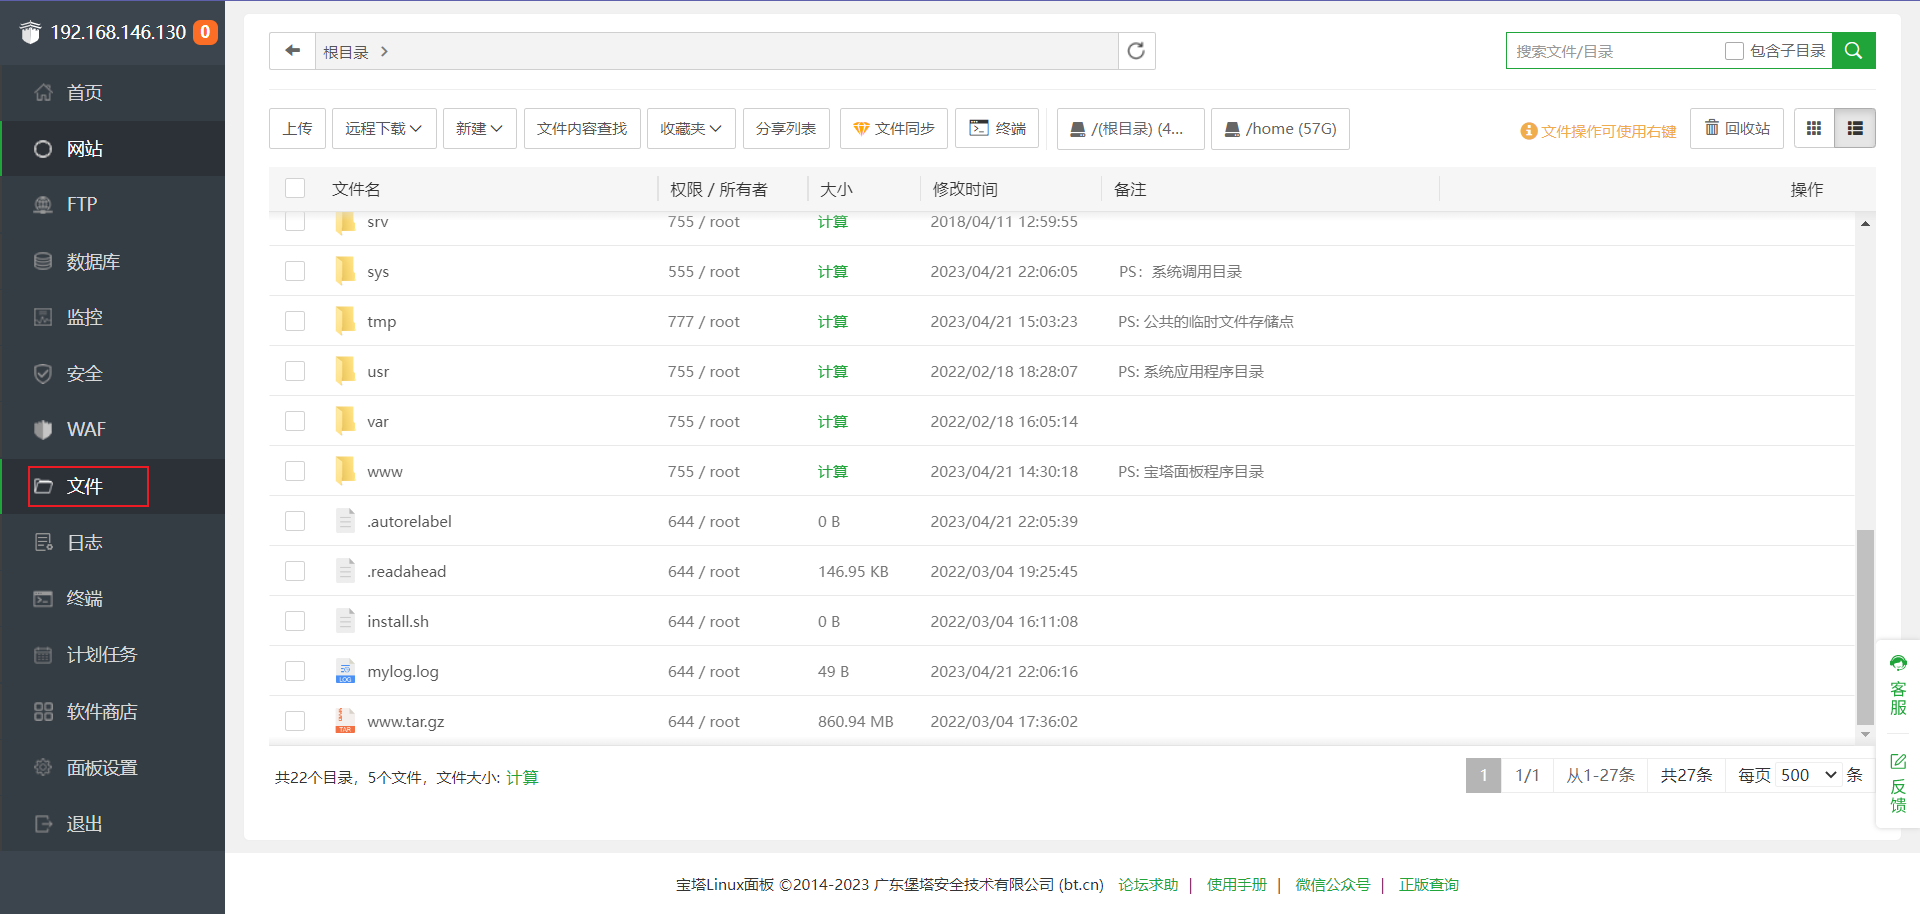 192.168.146.130 0
首页
网站
FTP
数据库
监控
安全
WAF
文件
日志
终端
计划任务
软件商店
面板设置
退出
根目录
搜索文件/目录 包含子目录
上传 远程下载 新建 文件内容查找 收藏夹 分享列表 文件同步 终端 /(根目录) (4... /home (57G) 文件操作可使用右键 回收站
文件名 权限 / 所有者 大小 修改时间 备注 操作
srv 755 / root 计算 2018/04/11 12:59:55
sys 555 / root 计算 2023/04/21 22:06:05 PS：系统调用目录
tmp 777 / root 计算 2023/04/21 15:03:23 PS: 公共的临时文件存储点
usr 755 / root 计算 2022/02/18 18:28:07 PS: 系统应用程序目录
var 755 / root 计算 2022/02/18 16:05:14
www 755 / root 计算 2023/04/21 14:30:18 PS: 宝塔面板程序目录
.autorelabel 644 / root 0 B 2023/04/21 22:05:39
.readahead 644 / root 146.95 KB 2022/03/04 19:25:45
install.sh 644 / root 0 B 2022/03/04 16:11:08
LOG mylog.log 644 / root 49 B 2023/04/21 22:06:16
TAR www.tar.gz 644 / root 860.94 MB 2022/03/04 17:36:02
共22个目录，5个文件，文件大小: 计算
1 1/1 从1-27条 共27条 每页 500 条
客服
反馈
宝塔Linux面板 ©2014-2023 广东堡塔安全技术有限公司 (bt.cn) 论坛求助 | 使用手册 | 微信公众号 | 正版查询